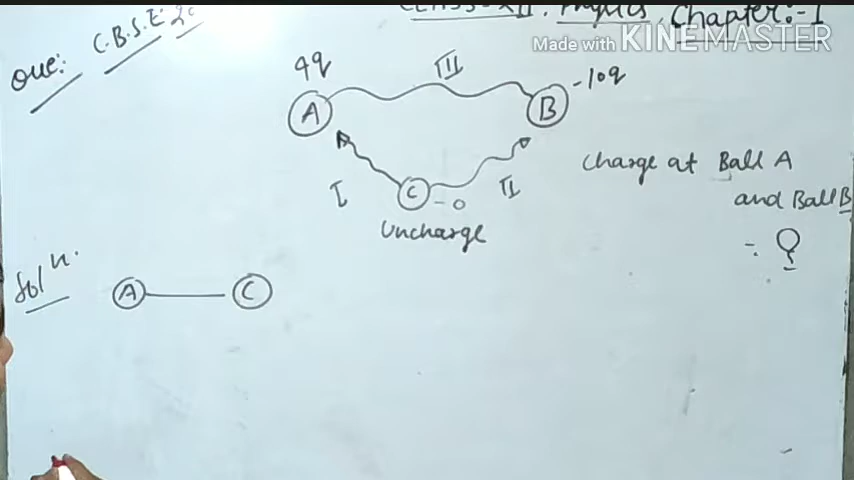 CLASS-XII, Physics, Chapter:-1
Made with KINEMASTER
Que: C.B.S.E.
4q
III
-10q
A
B
I
C
II
-0
Uncharge
Charge at Ball A
and Ball B
= ?
Sol n.
A
C